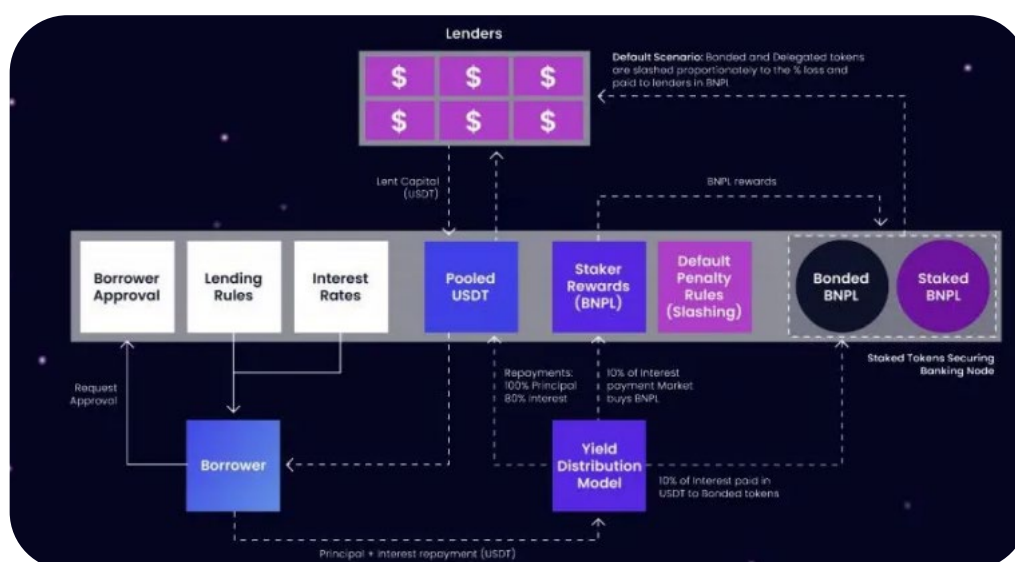 Lenders
$ $ $
$ $ $
Default Scenario: Bonded and Delegated tokens
are slashed proportionately to the % loss and
paid to lenders in BNPL
Lent Capital
(USDT)
BNPL rewards
Borrower
Approval
Lending
Rules
Interest
Rates
Pooled
USDT
Staker
Rewards
(BNPL)
Default
Penalty
Rules
(Slashing)
Bonded
BNPL
Staked
BNPL
Staked Tokens Securing
Banking Node
Request
Approval
Repayments:
100% Principal
80% Interest
10% of Interest
payment Market
buys BNPL
Borrower
Yield
Distribution
Model
10% of Interest paid in
USDT to Bonded tokens
Principal + Interest repayment (USDT)